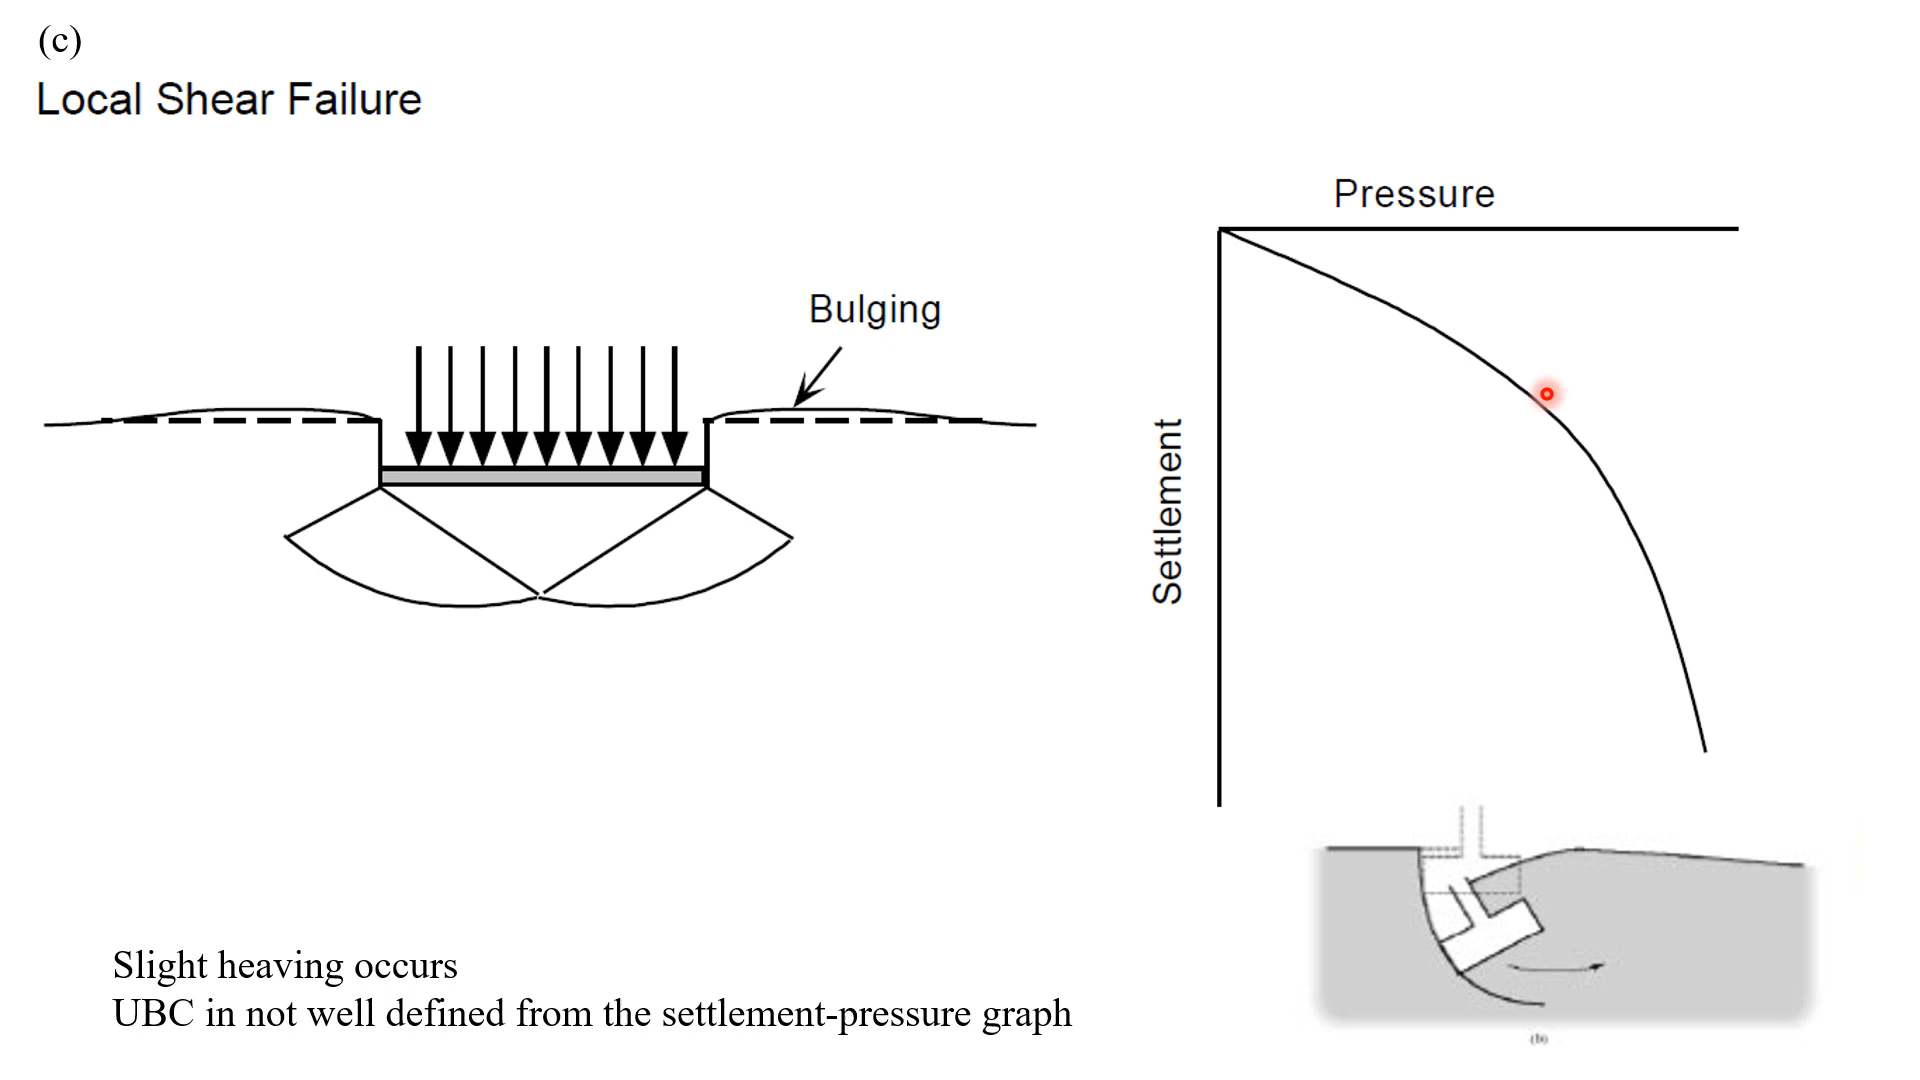 (c)
Local Shear Failure
Pressure
Bulging
Settlement
Slight heaving occurs
UBC in not well defined from the settlement-pressure graph
(b)